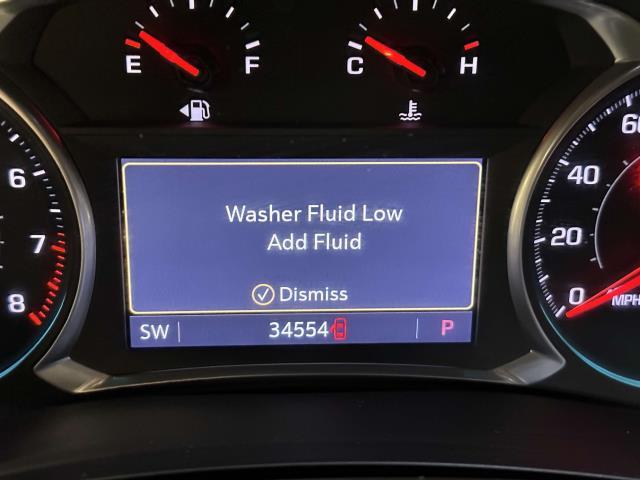 E F
C H
6
7
8
Washer Fluid Low
Add Fluid
Dismiss
SW 34554 P
60
40
20
0
MPH